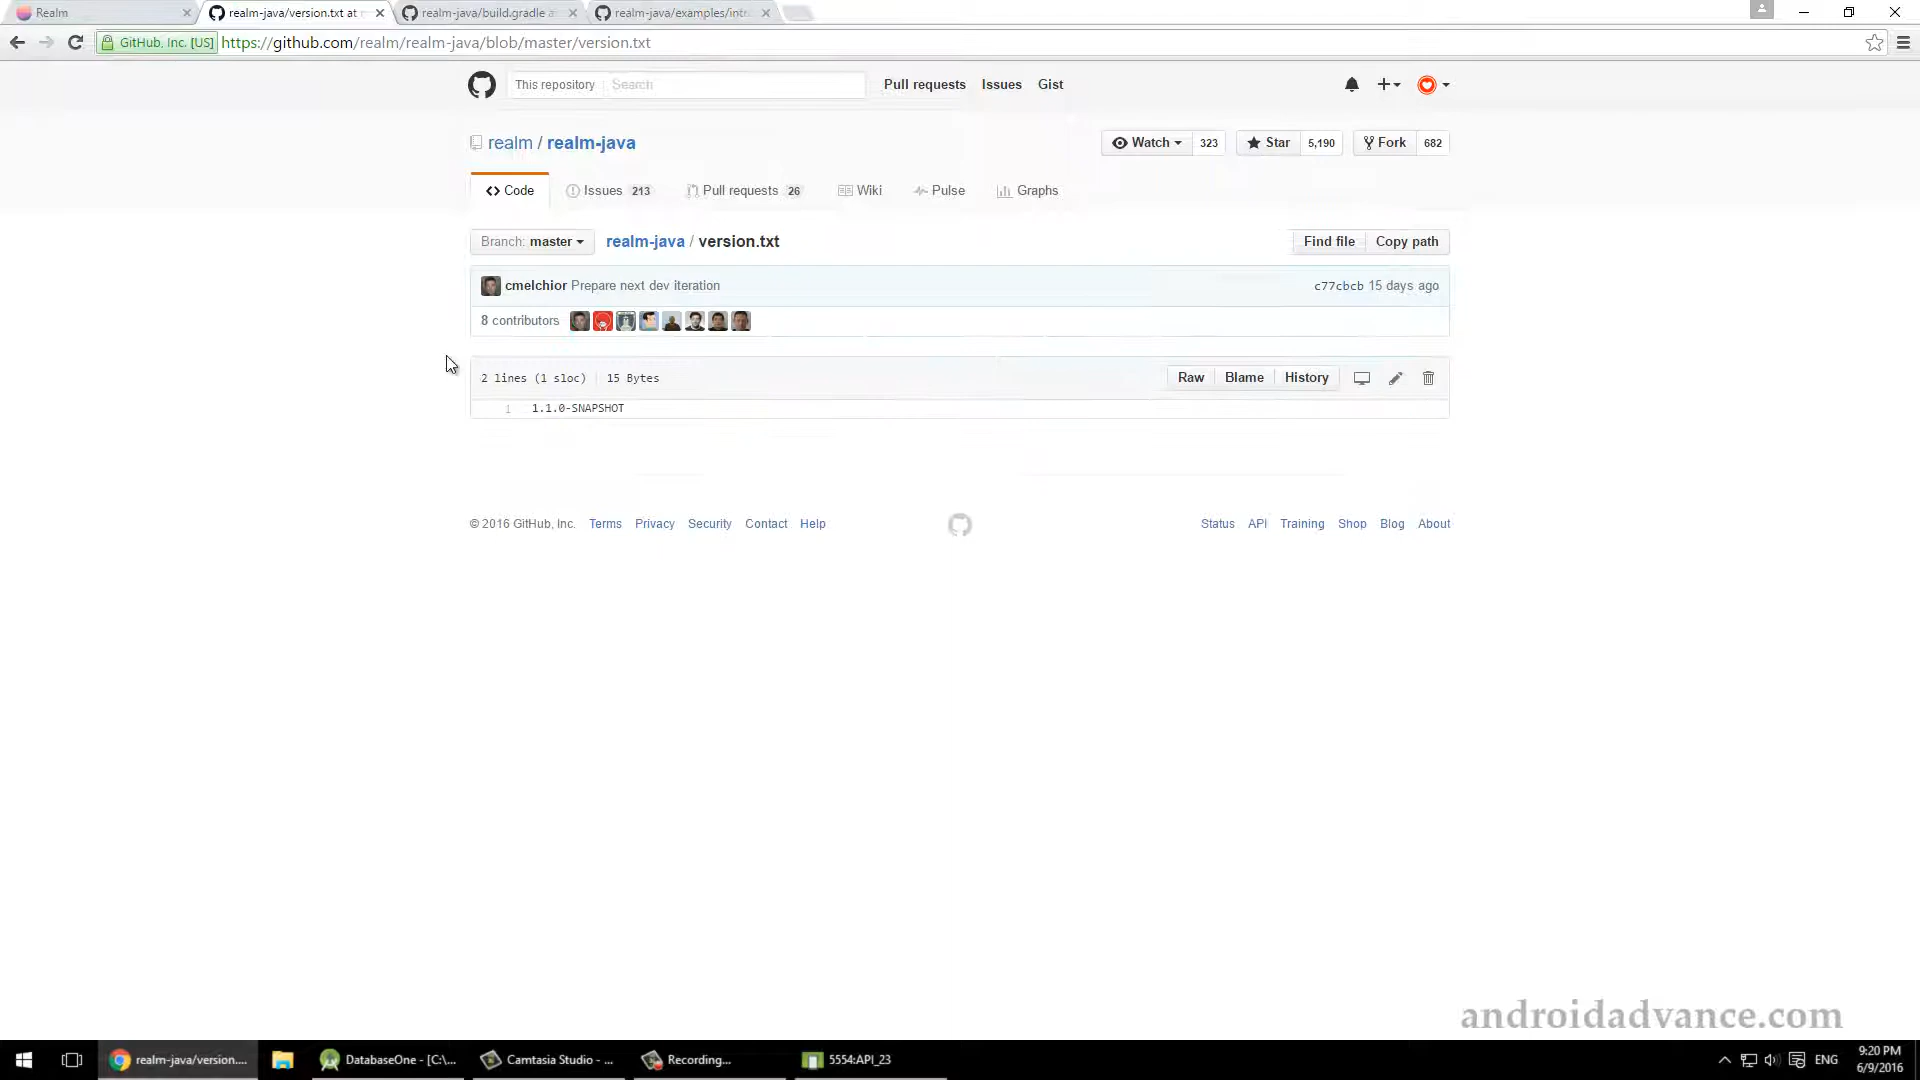 Realm
realm-java/version.txt at
realm-java/build.gradle a
realm-java/examples/intr
GitHub, Inc. [US] https://github.com/realm/realm-java/blob/master/version.txt
This repository Search Pull requests Issues Gist
realm / realm-java Watch 323 Star 5,190 Fork 682
Code Issues 213 Pull requests 26 Wiki Pulse Graphs
Branch: master realm-java / version.txt Find file Copy path
cmelchior Prepare next dev iteration c77cbcb 15 days ago
8 contributors
2 lines (1 sloc) 15 Bytes Raw Blame History
1 1.1.0-SNAPSHOT
© 2016 GitHub, Inc. Terms Privacy Security Contact Help Status API Training Shop Blog About
androidadvance.com
realm-java/version.... DatabaseOne - [C:\... Camtasia Studio - ... Recording... 5554:API_23 ENG 9:20 PM
6/9/2016